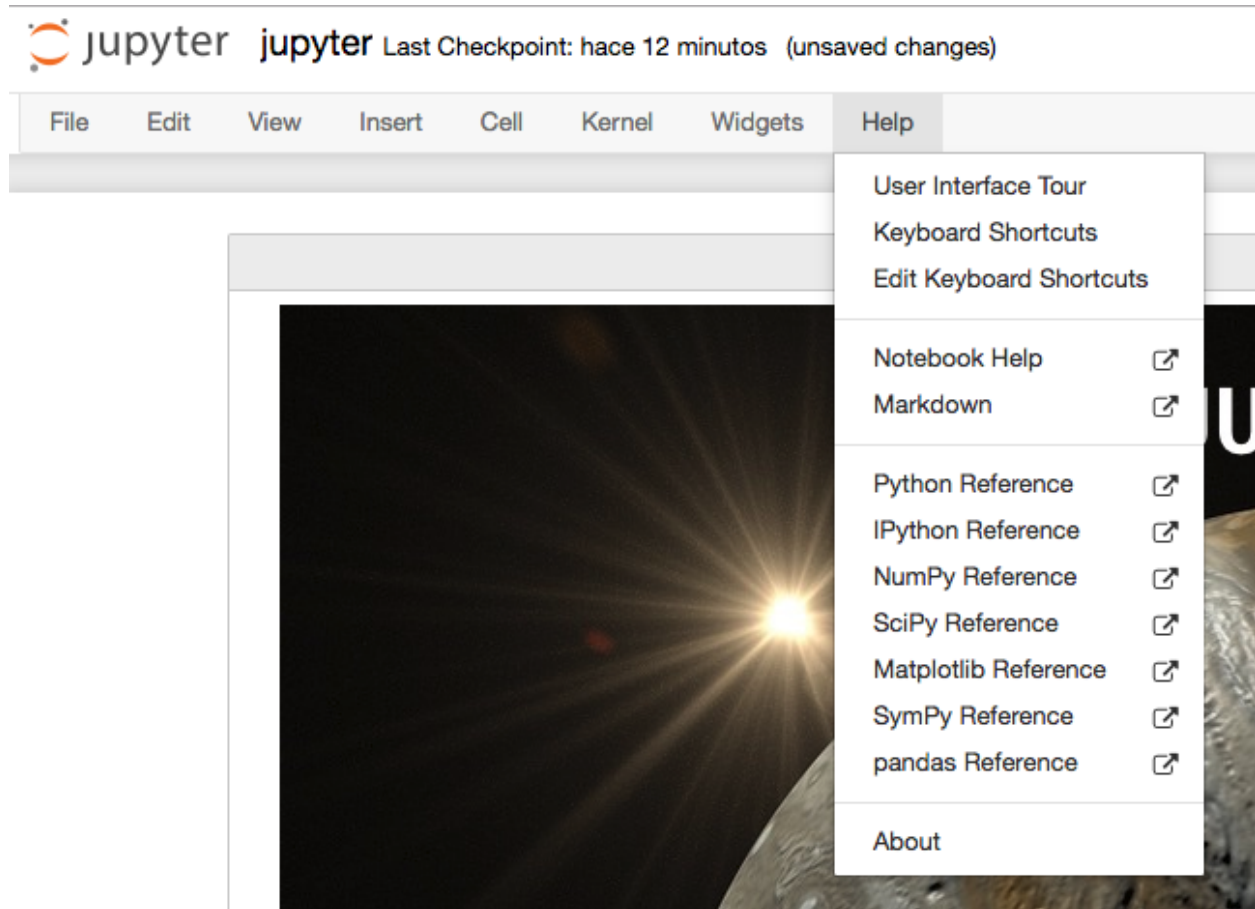 jupyter jupyter Last Checkpoint: hace 12 minutos (unsaved changes)
File Edit View Insert Cell Kernel Widgets Help
User Interface Tour
Keyboard Shortcuts
Edit Keyboard Shortcuts
Notebook Help
Markdown
JU
Python Reference
IPython Reference
NumPy Reference
SciPy Reference
Matplotlib Reference
SymPy Reference
pandas Reference
About